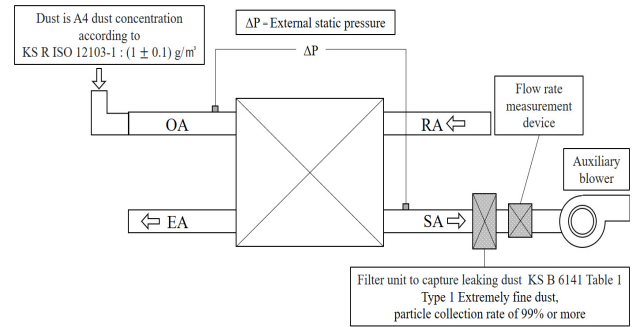 Dust is A4 dust concentration
according to
KS R ISO 12103-1 : (1 ± 0.1) g/m³
ΔP - External static pressure
ΔP
Flow rate
measurement
device
OA
RA
Auxiliary
blower
EA
SA
Filter unit to capture leaking dust KS B 6141 Table 1
Type 1 Extremely fine dust,
particle collection rate of 99% or more